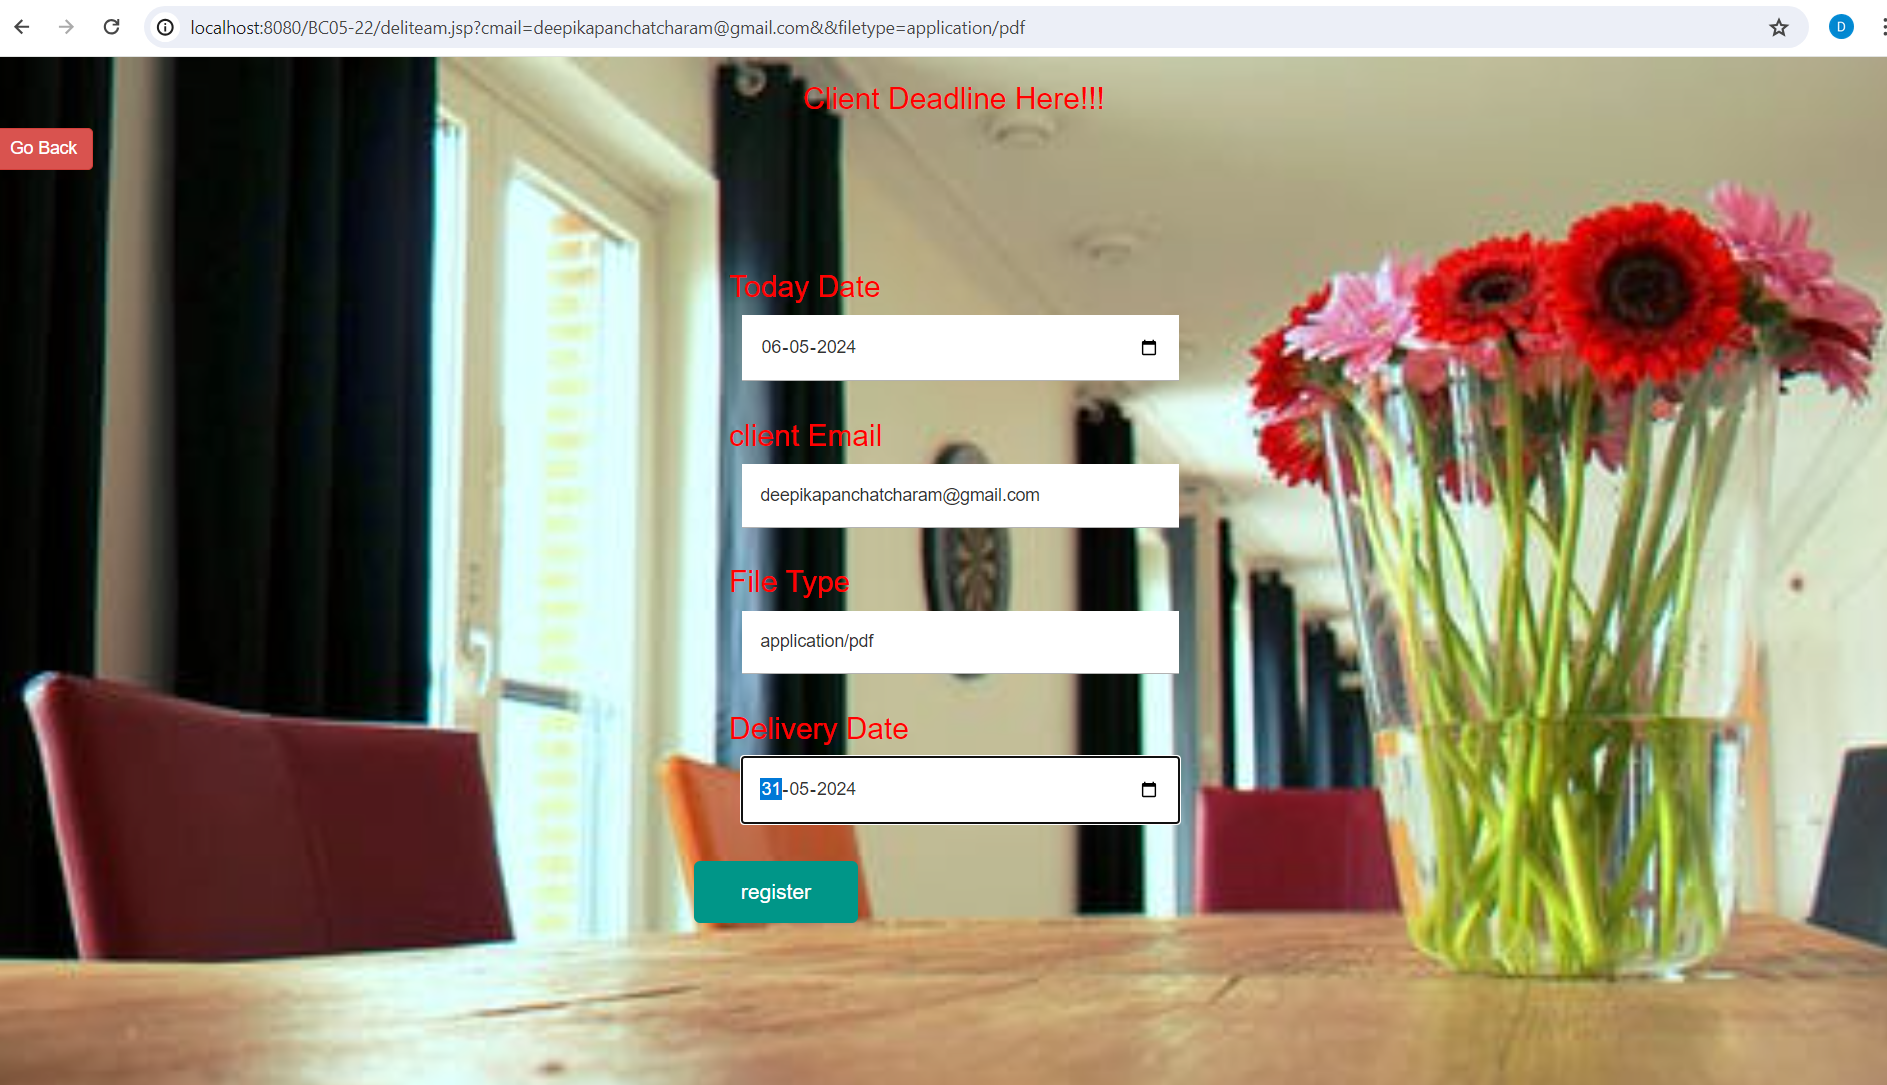 localhost:8080/BC05-22/deliteam.jsp?cmail=deepikapanchatcharam@gmail.com&&filetype=application/pdf
D
Client Deadline Here!!!
Go Back
Today Date
06-05-2024
client Email
deepikapanchatcharam@gmail.com
File Type
application/pdf
Delivery Date
31-05-2024
register